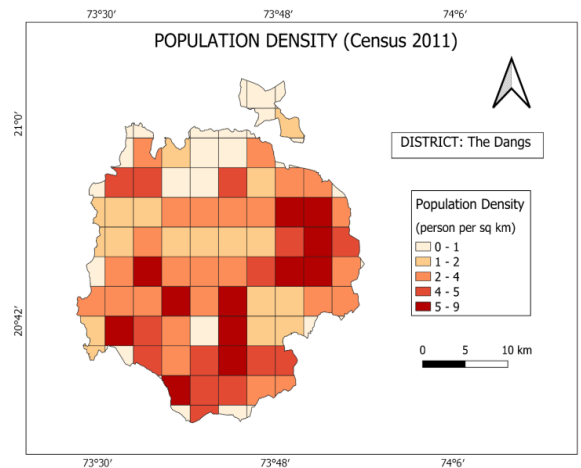 73°30′ 73°48′ 74°6′
POPULATION DENSITY (Census 2011)
21°0′
DISTRICT: The Dangs
Population Density
(person per sq km)
0 - 1
1 - 2
2 - 4
4 - 5
5 - 9
20°42′
0 5 10 km
73°30′ 73°48′ 74°6′